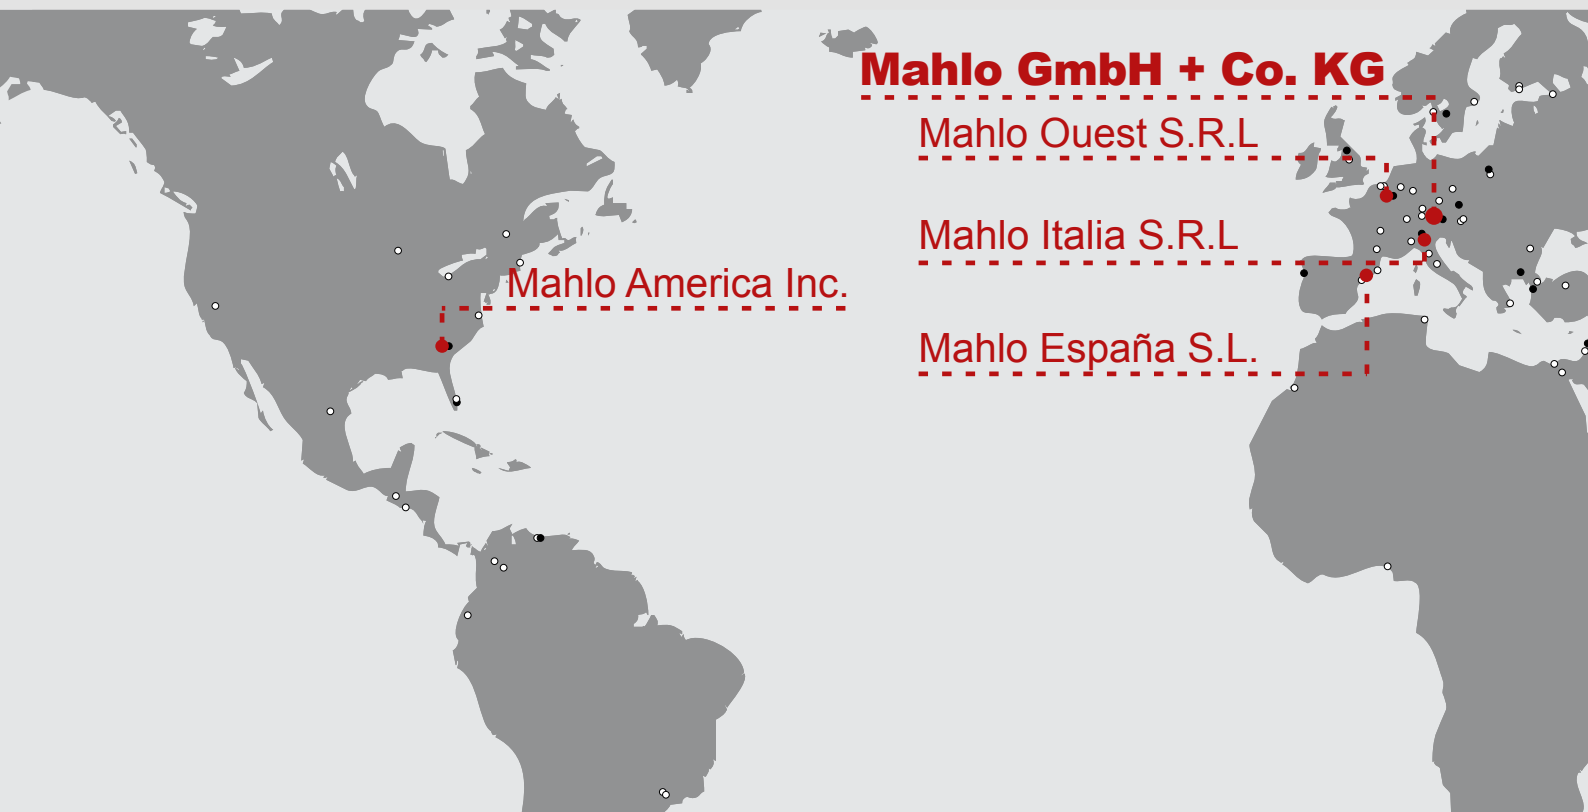 Mahlo GmbH + Co. KG
Mahlo Ouest S.R.L
Mahlo Italia S.R.L
Mahlo America Inc.
Mahlo España S.L.